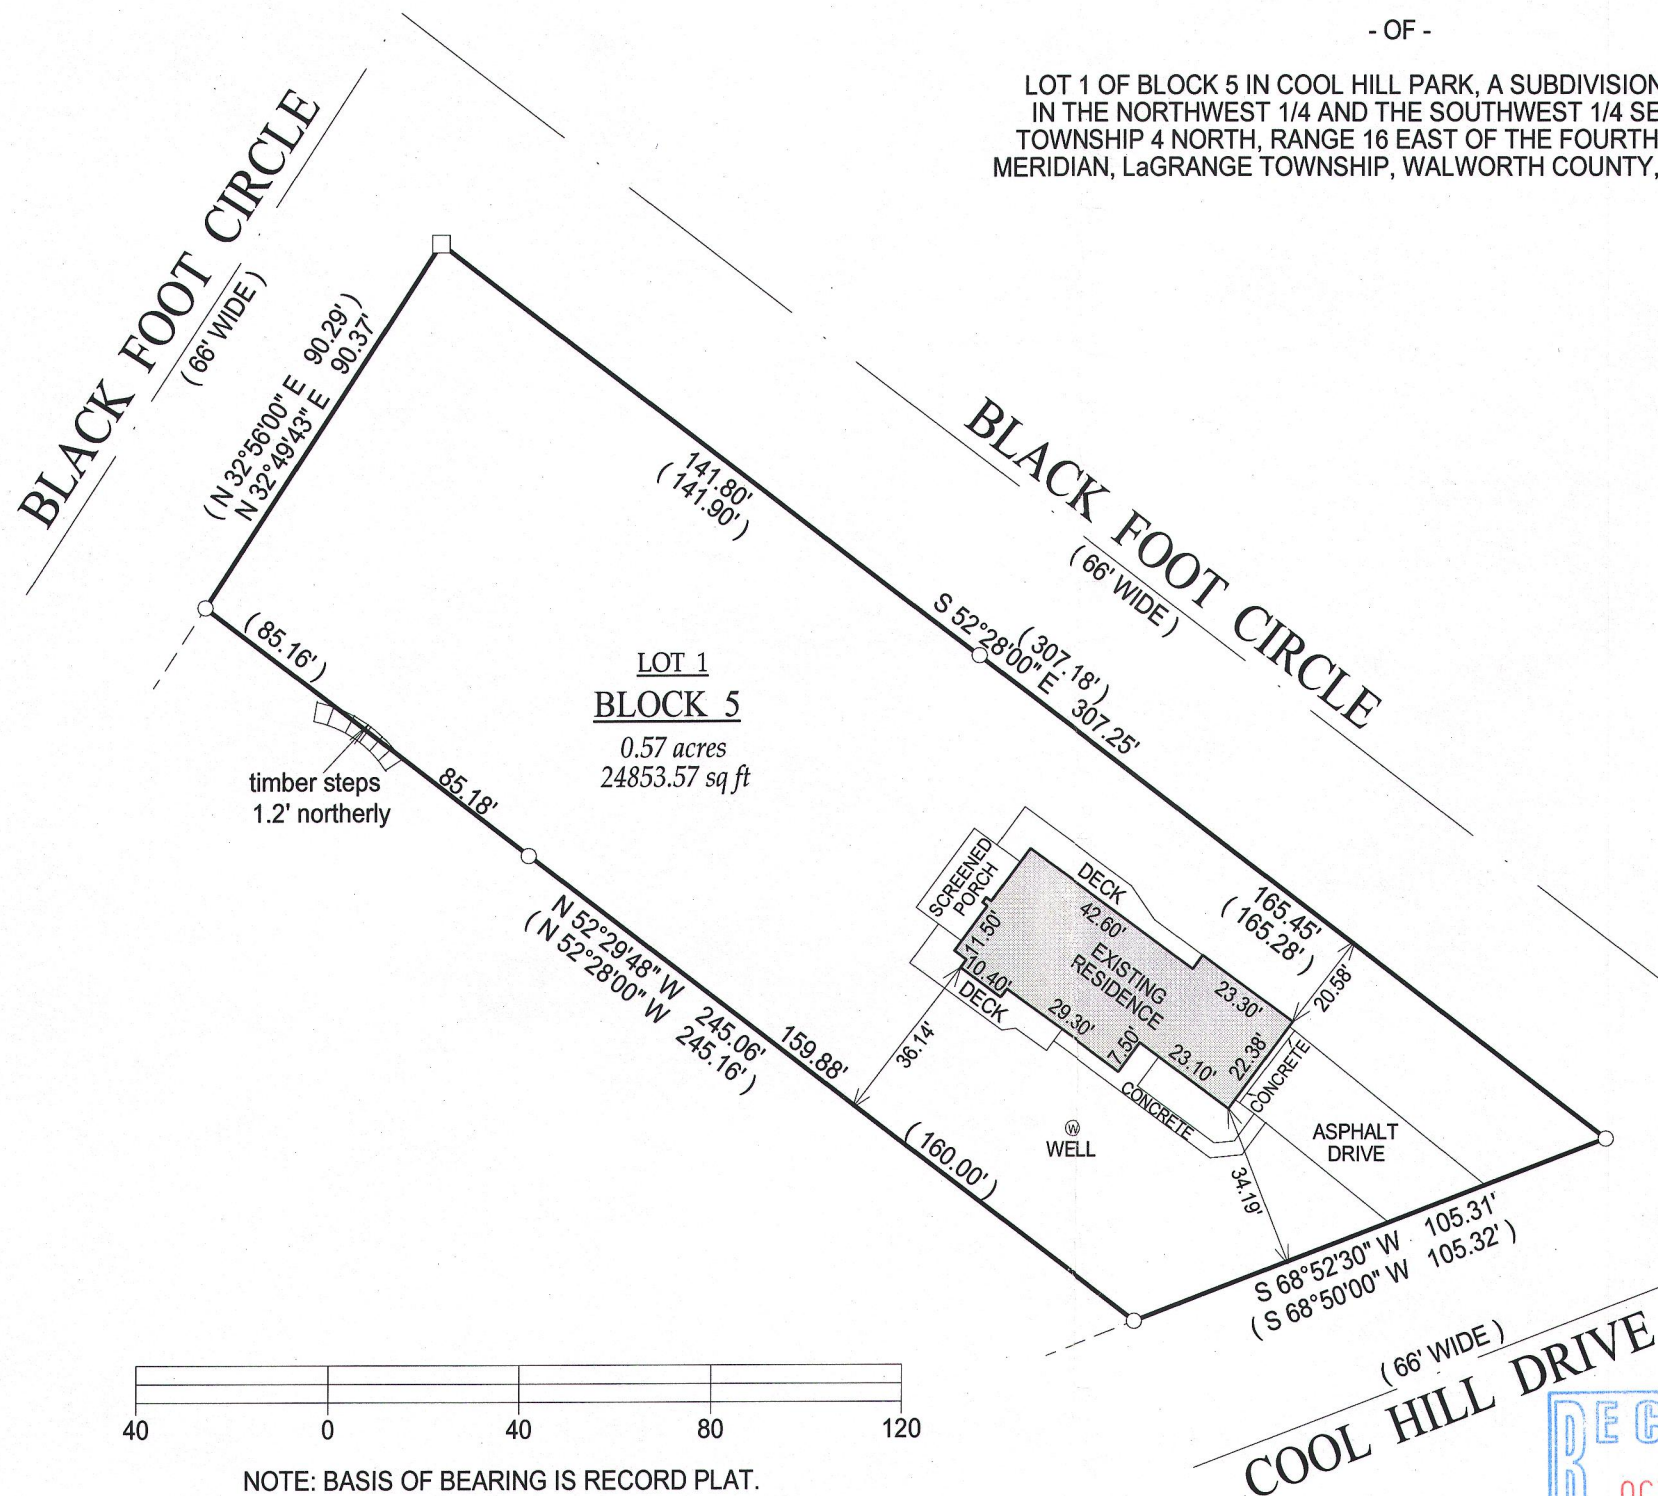 - OF -
LOT 1 OF BLOCK 5 IN COOL HILL PARK, A SUBDIVISION
IN THE NORTHWEST 1/4 AND THE SOUTHWEST 1/4 SE
TOWNSHIP 4 NORTH, RANGE 16 EAST OF THE FOURTH
MERIDIAN, LaGRANGE TOWNSHIP, WALWORTH COUNTY,
BLACK FOOT CIRCLE
( 66' WIDE )
( N 32°56'00" E 90.29' )
N 32°49'43" E 90.37'
141.80'
( 141.90' )
BLACK FOOT CIRCLE
( 66' WIDE )
( 307.18' )
S 52°28'00" E 307.25'
( 85.16' )
timber steps
1.2' northerly
85.18'
LOT 1
BLOCK 5
0.57 acres
24853.57 sq ft
SCREENED
PORCH
DECK
42.60'
11.50'
EXISTING
RESIDENCE
10.40'
DECK
29.30'
7.50'
23.10'
23.30'
22.38'
CONCRETE
CONCRETE
165.45'
( 165.28' )
20.58'
36.14'
N 52°29'48" W 245.06'
( N 52°28'00" W 245.16' )
159.88'
( 160.00' )
W
WELL
ASPHALT
DRIVE
34.19'
S 68°52'30" W 105.31'
( S 68°50'00" W 105.32' )
( 66' WIDE )
COOL HILL DRIVE
40 0 40 80 120
NOTE: BASIS OF BEARING IS RECORD PLAT.
REC
OC